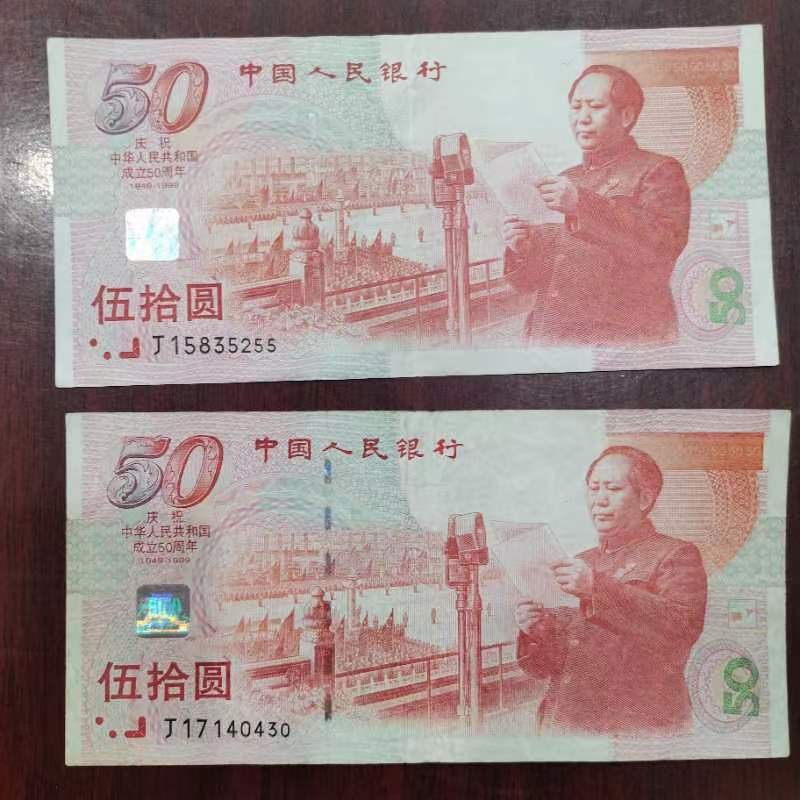 50
中国人民银行
庆祝
中华人民共和国
成立50周年
1949-1999
伍拾圆
J15835255
50
50
中国人民银行
庆祝
中华人民共和国
成立50周年
1949-1999
伍拾圆
J17140430
50